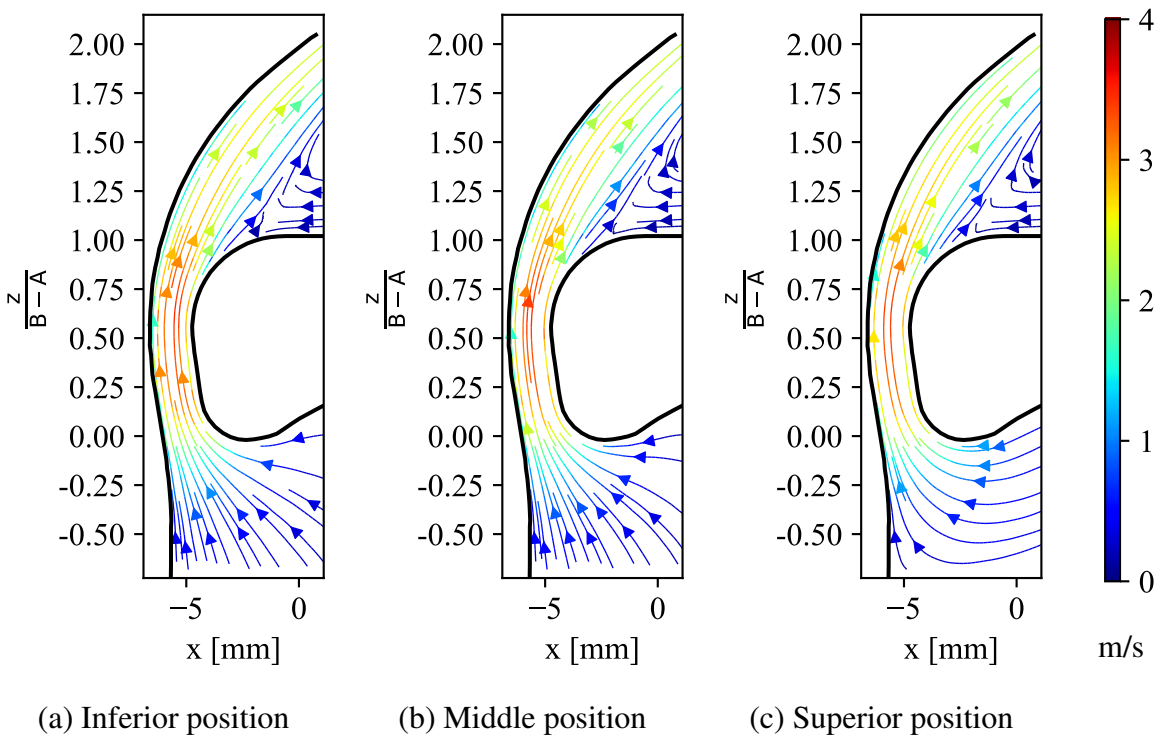 2.00 2.00 2.00 4
1.75 1.75 1.75
1.50 1.50 1.50
3
1.25 1.25 1.25
1.00 1.00 1.00
z z z
B − A B − A B − A
0.75 0.75 0.75
2
0.50 0.50 0.50
0.25 0.25 0.25
0.00 0.00 0.00
1
-0.25 -0.25 -0.25
-0.50 -0.50 -0.50
0
−5 0 −5 0 −5 0
x [mm] x [mm] x [mm] m/s
(a) Inferior position (b) Middle position (c) Superior position